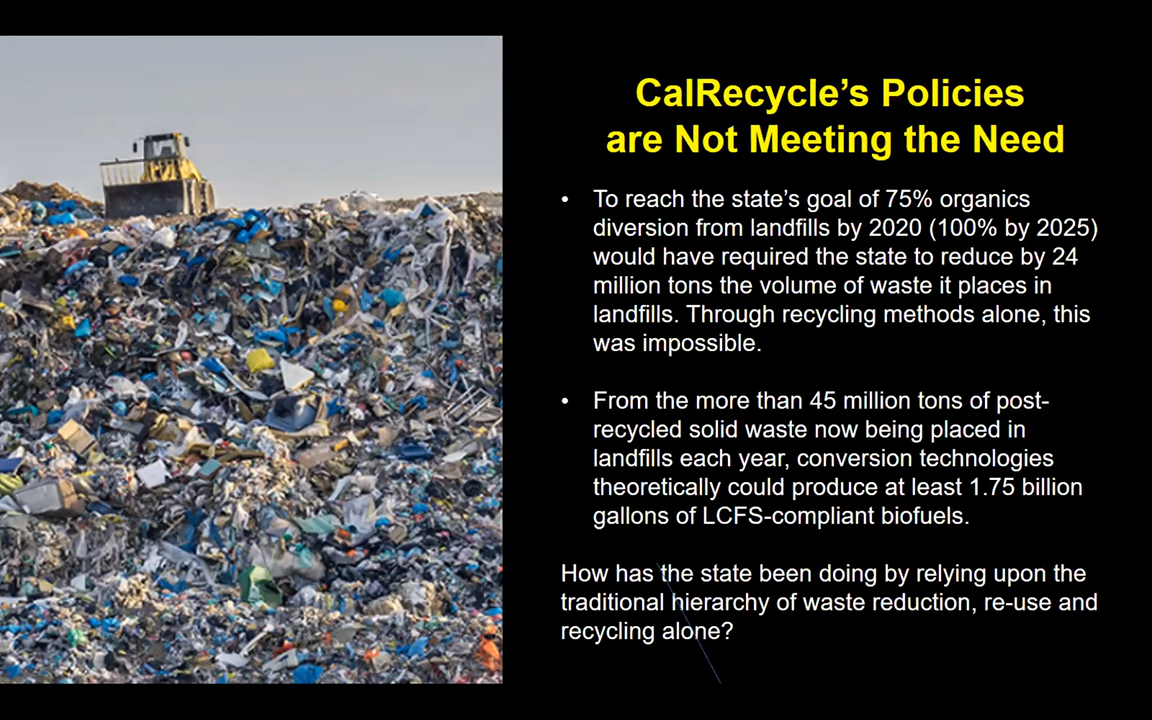 CalRecycle’s Policies
are Not Meeting the Need
• To reach the state’s goal of 75% organics
diversion from landfills by 2020 (100% by 2025)
would have required the state to reduce by 24
million tons the volume of waste it places in
landfills. Through recycling methods alone, this
was impossible.
• From the more than 45 million tons of post-
recycled solid waste now being placed in
landfills each year, conversion technologies
theoretically could produce at least 1.75 billion
gallons of LCFS-compliant biofuels.
How has the state been doing by relying upon the
traditional hierarchy of waste reduction, re-use and
recycling alone?